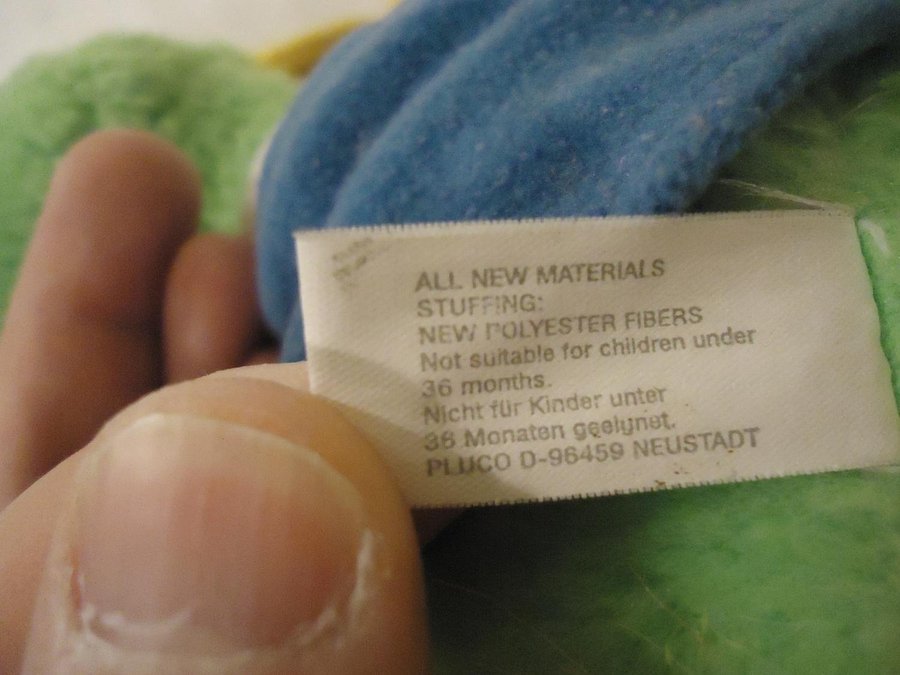 ALL NEW MATERIALS
STUFFING:
NEW POLYESTER FIBERS
Not suitable for children under
36 months.
Nicht für Kinder unter
36 Monaten geeignet.
PLUCO D-96459 NEUSTADT